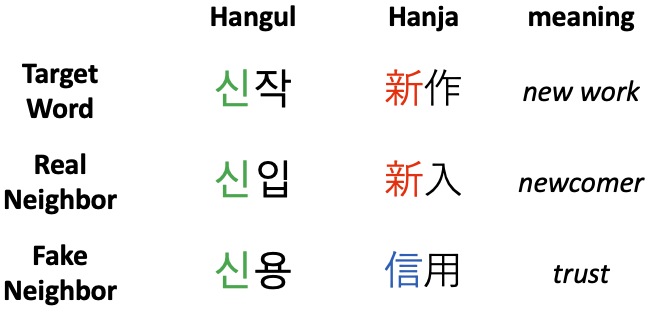 Hangul Hanja meaning
Target
Word
신작 新作 new work
Real
Neighbor
신입 新入 newcomer
Fake
Neighbor
신용 信用 trust